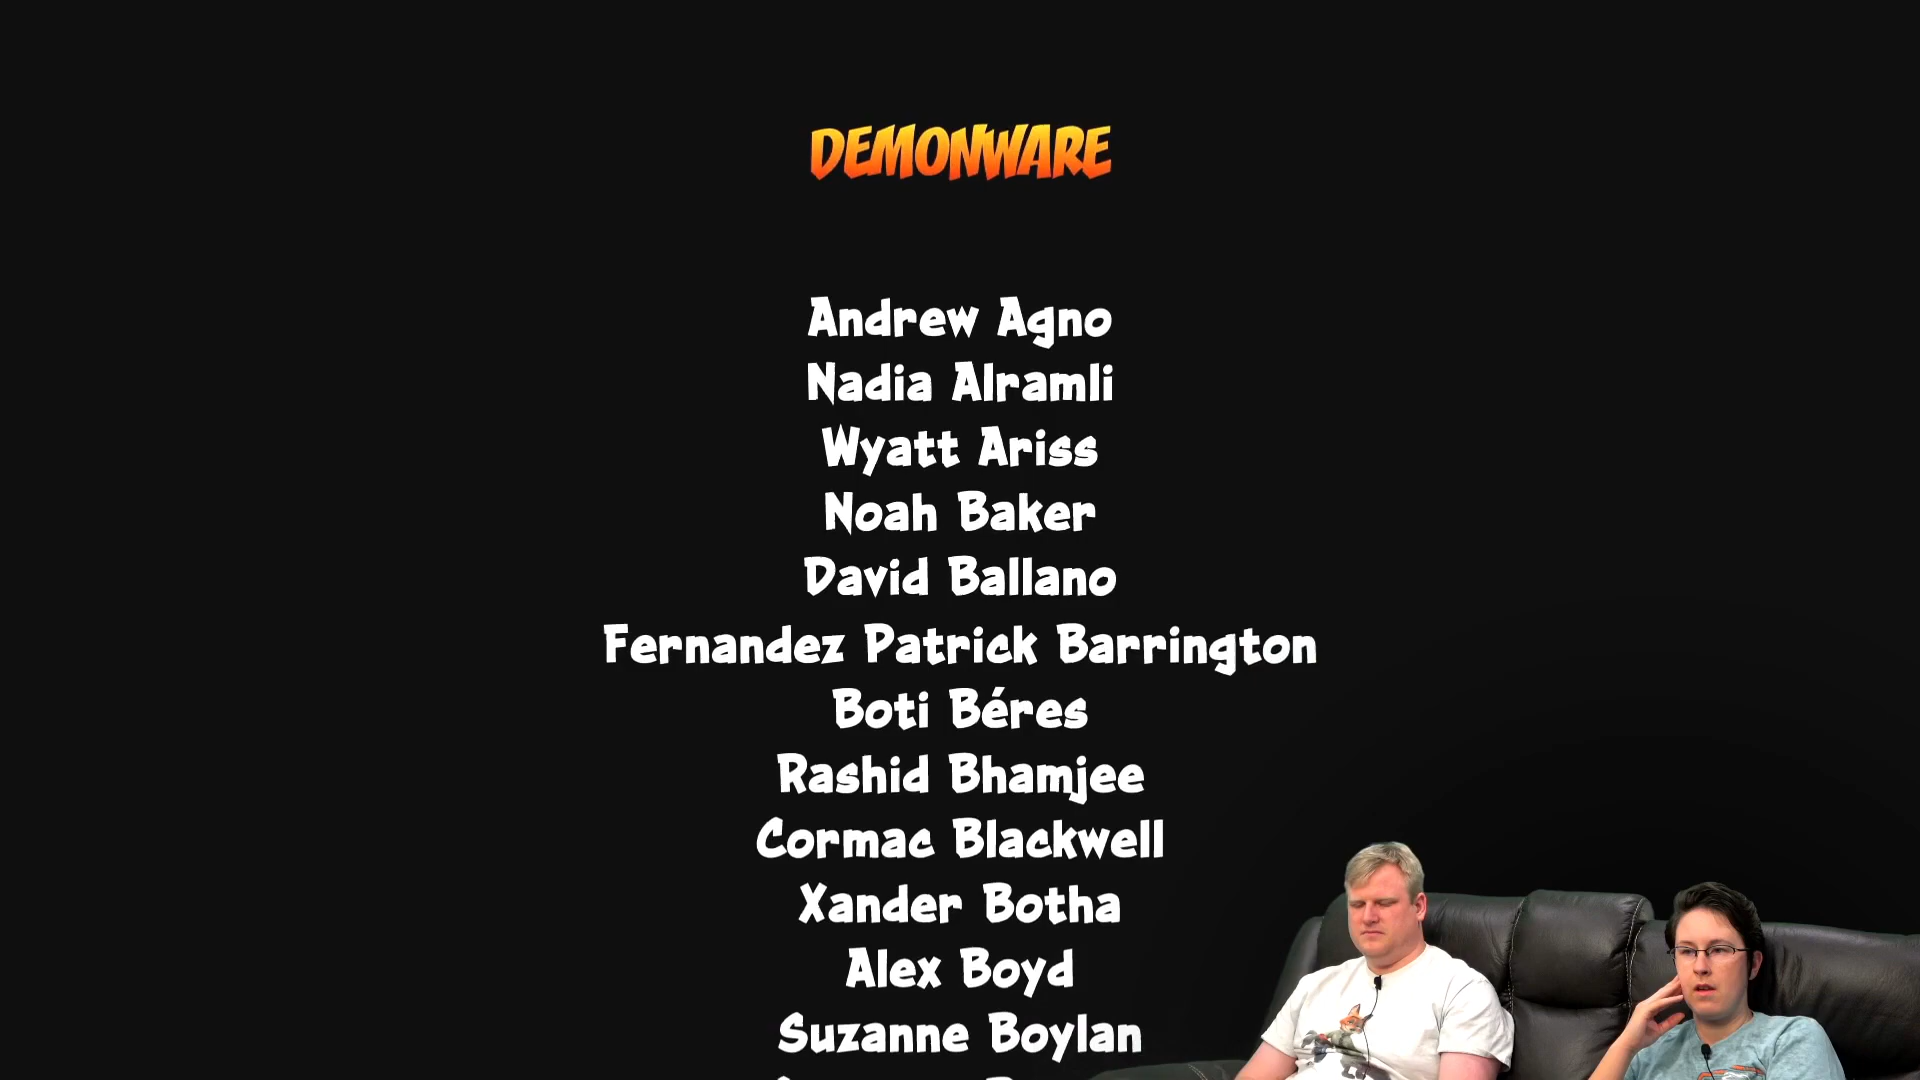 DEMONWARE
Andrew Agno
Nadia Alramli
Wyatt Ariss
Noah Baker
David Ballano
Fernandez Patrick Barrington
Boti Béres
Rashid Bhamjee
Cormac Blackwell
Xander Botha
Alex Boyd
Suzanne Boylan